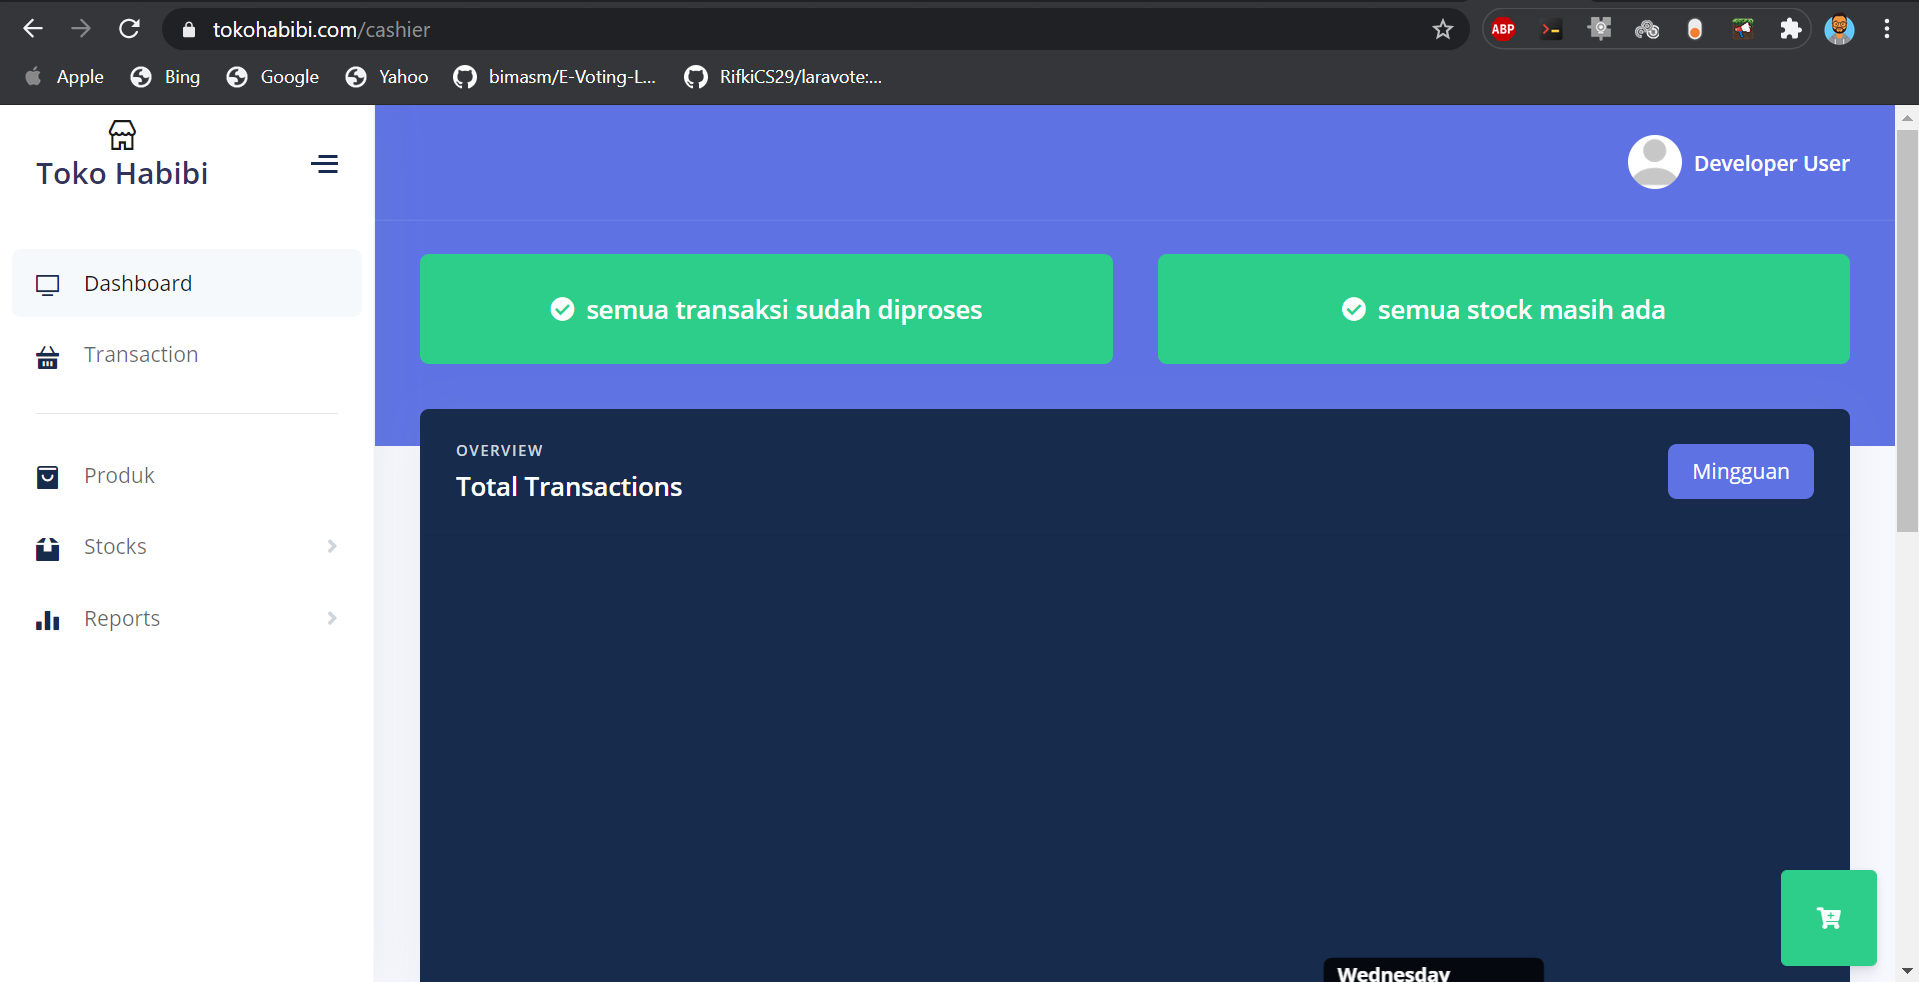 tokohabibi.com/cashier
ABP
Apple
Bing
Google
Yahoo
bimasm/E-Voting-L...
RifkiCS29/laravote:...
Toko Habibi
Developer User
Dashboard
Transaction
Produk
Stocks
Reports
semua transaksi sudah diproses
semua stock masih ada
OVERVIEW
Total Transactions
Mingguan
Wednesday